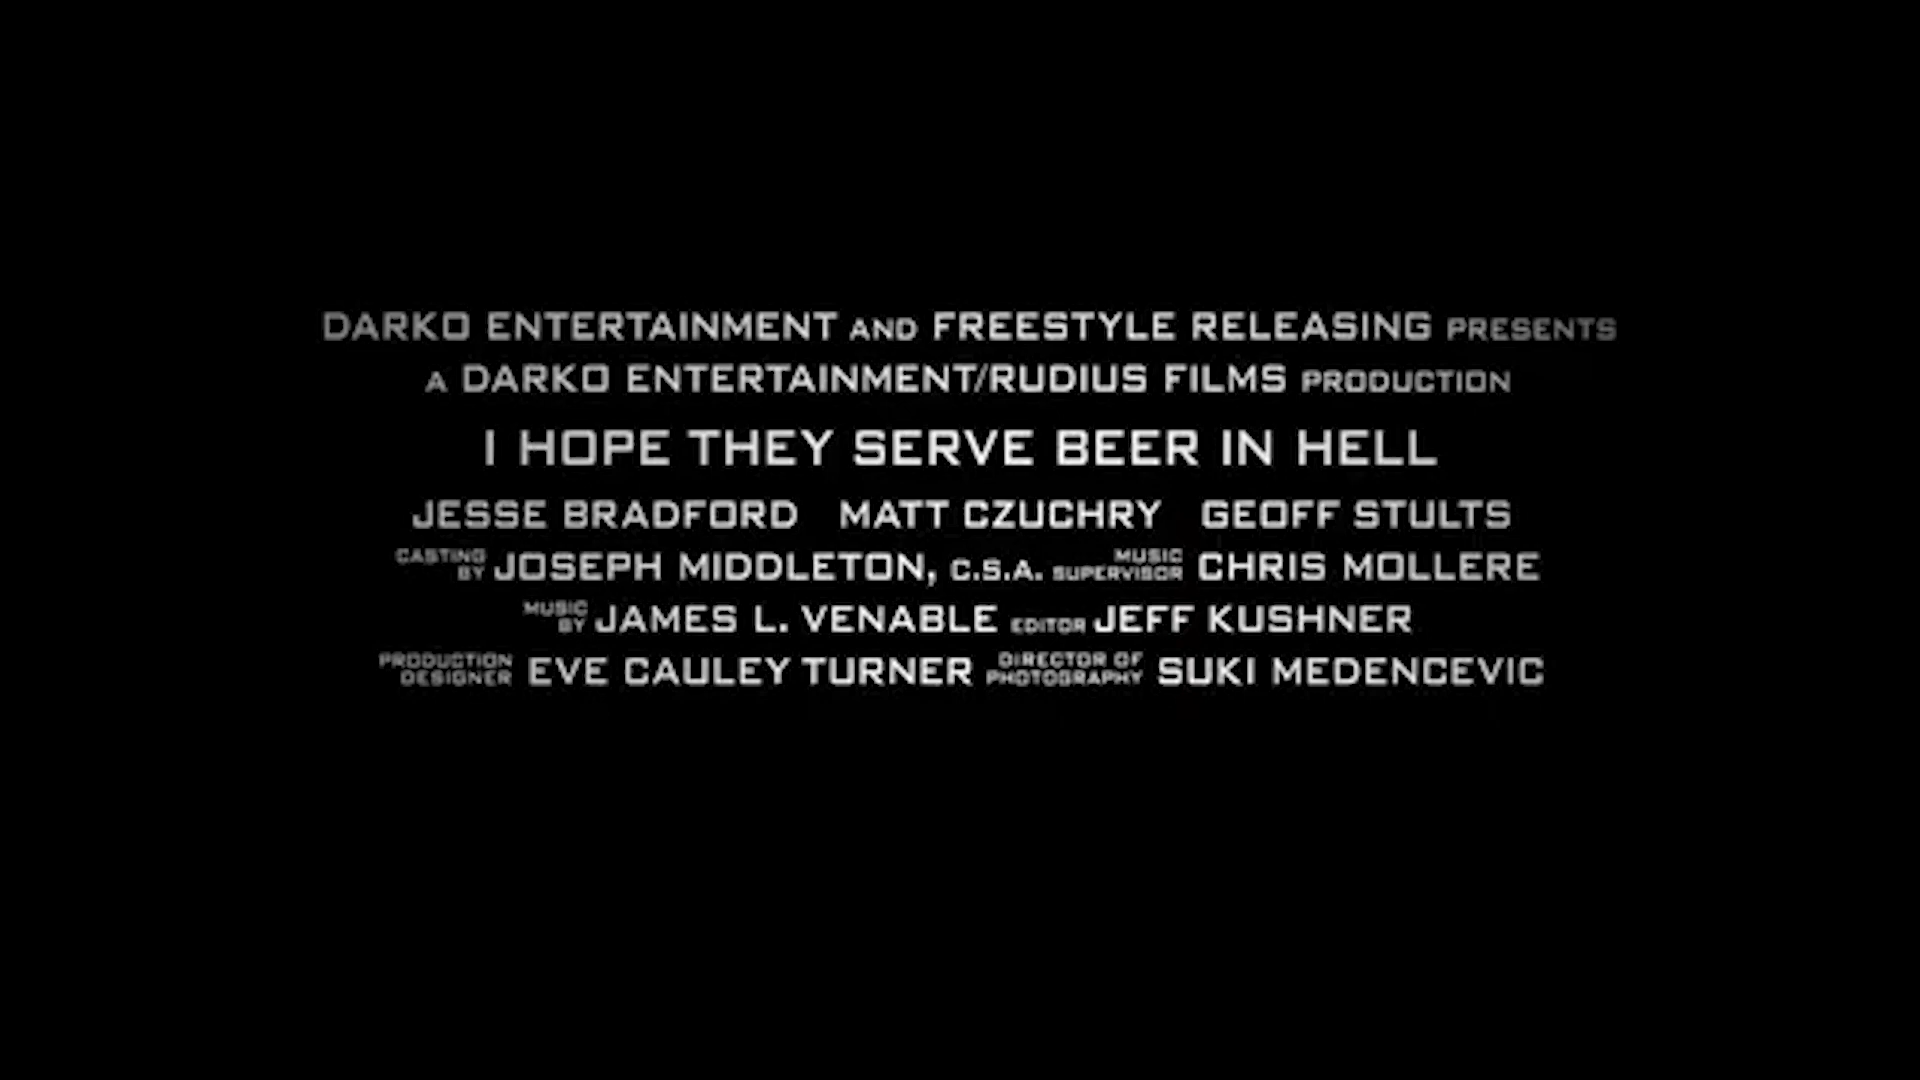 DARKO ENTERTAINMENT AND FREESTYLE RELEASING PRESENTS
A DARKO ENTERTAINMENT/RUDIUS FILMS PRODUCTION
I HOPE THEY SERVE BEER IN HELL
JESSE BRADFORD MATT CZUCHRY GEOFF STULTS
CASTING BY JOSEPH MIDDLETON, C.S.A. MUSIC SUPERVISOR CHRIS MOLLERE
MUSIC BY JAMES L. VENABLE EDITOR JEFF KUSHNER
PRODUCTION DESIGNER EVE CAULEY TURNER DIRECTOR OF PHOTOGRAPHY SUKI MEDENCEVIC